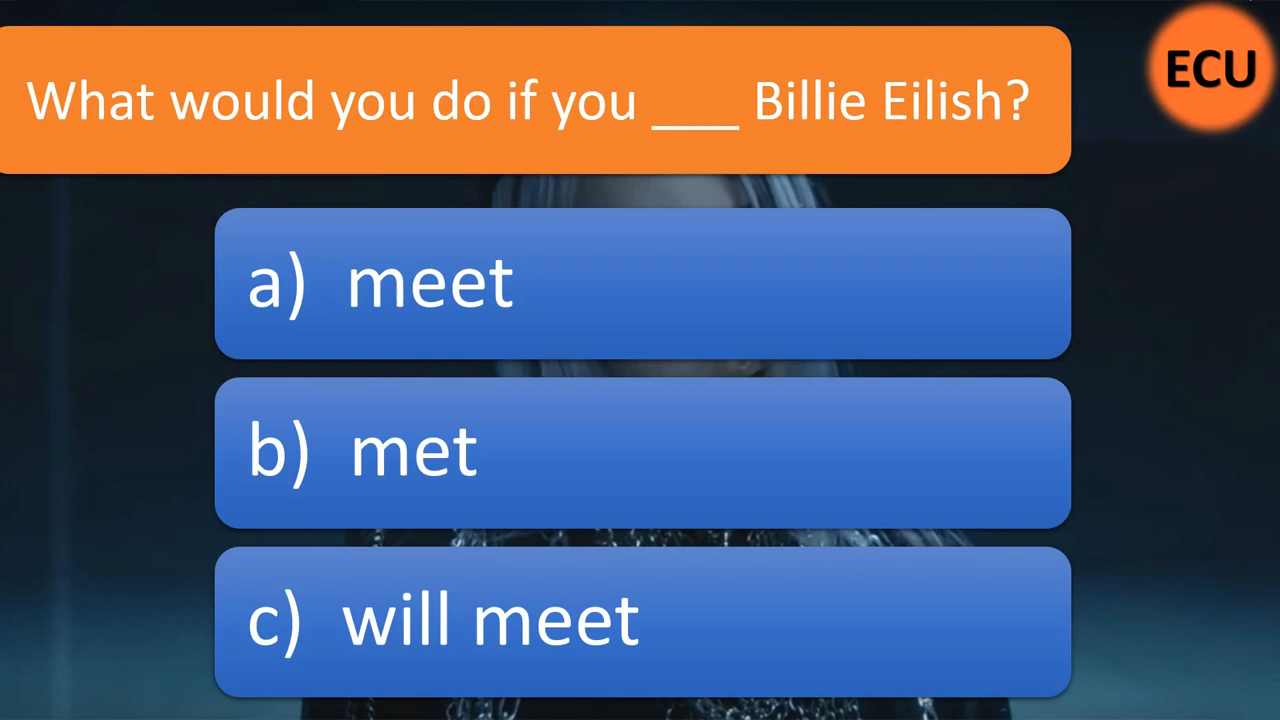 What would you do if you ___ Billie Eilish?
ECU
a) meet
b) met
c) will meet